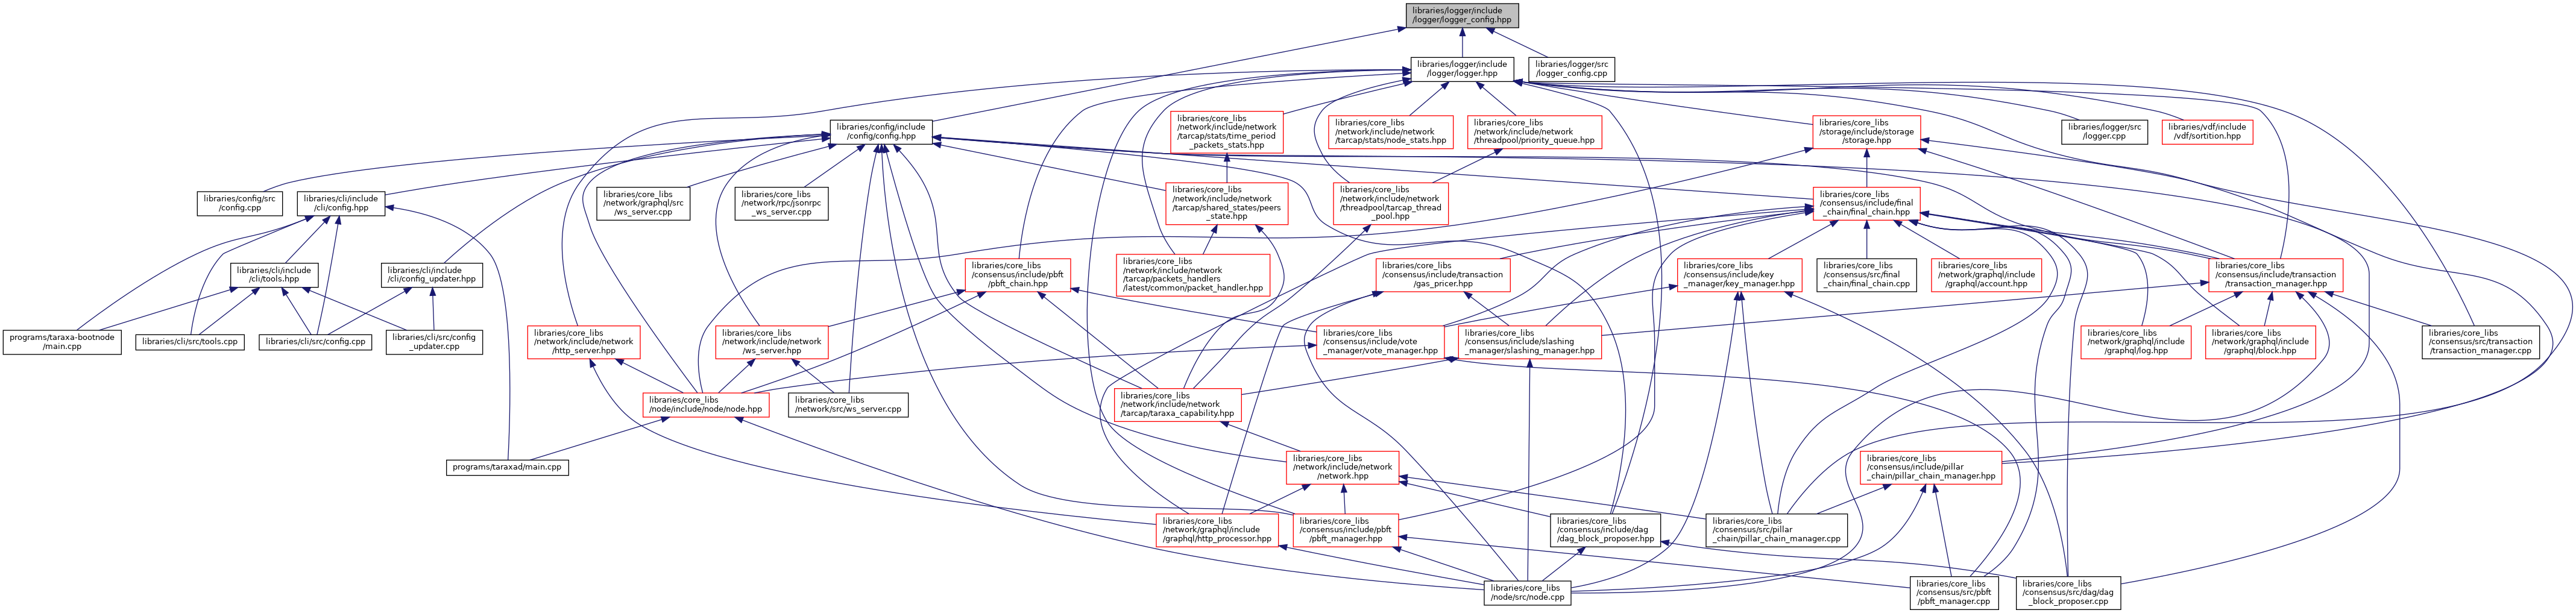 libraries/logger/include
/logger/logger_config.hpp
libraries/logger/include
/logger/logger.hpp
libraries/logger/src
/logger_config.cpp
libraries/config/include
/config/config.hpp
libraries/core_libs
/network/include/network
/tarcap/stats/time_period
_packets_stats.hpp
libraries/core_libs
/network/include/network
/tarcap/stats/node_stats.hpp
libraries/core_libs
/network/include/network
/threadpool/priority_queue.hpp
libraries/core_libs
/storage/include/storage
/storage.hpp
libraries/logger/src
/logger.cpp
libraries/vdf/include
/vdf/sortition.hpp
libraries/config/src
/config.cpp
libraries/cli/include
/cli/config.hpp
libraries/core_libs
/network/graphql/src
/ws_server.cpp
libraries/core_libs
/network/rpc/jsonrpc
_ws_server.cpp
libraries/core_libs
/network/include/network
/tarcap/shared_states/peers
_state.hpp
libraries/core_libs
/network/include/network
/threadpool/tarcap_thread
_pool.hpp
libraries/core_libs
/consensus/include/final
_chain/final_chain.hpp
libraries/cli/include
/cli/tools.hpp
libraries/cli/include
/cli/config_updater.hpp
libraries/core_libs
/consensus/include/pbft
/pbft_chain.hpp
libraries/core_libs
/network/include/network
/tarcap/packets_handlers
/latest/common/packet_handler.hpp
libraries/core_libs
/consensus/include/transaction
/gas_pricer.hpp
libraries/core_libs
/consensus/include/key
_manager/key_manager.hpp
libraries/core_libs
/consensus/src/final
_chain/final_chain.cpp
libraries/core_libs
/network/graphql/include
/graphql/account.hpp
libraries/core_libs
/consensus/include/transaction
/transaction_manager.hpp
programs/taraxa-bootnode
/main.cpp
libraries/cli/src/tools.cpp
libraries/cli/src/config.cpp
libraries/cli/src/config
_updater.cpp
libraries/core_libs
/network/include/network
/http_server.hpp
libraries/core_libs
/network/include/network
/ws_server.hpp
libraries/core_libs
/consensus/include/vote
_manager/vote_manager.hpp
libraries/core_libs
/consensus/include/slashing
_manager/slashing_manager.hpp
libraries/core_libs
/network/graphql/include
/graphql/log.hpp
libraries/core_libs
/network/graphql/include
/graphql/block.hpp
libraries/core_libs
/consensus/src/transaction
/transaction_manager.cpp
libraries/core_libs
/node/include/node/node.hpp
libraries/core_libs
/network/src/ws_server.cpp
libraries/core_libs
/network/include/network
/tarcap/taraxa_capability.hpp
programs/taraxad/main.cpp
libraries/core_libs
/network/include/network
/network.hpp
libraries/core_libs
/consensus/include/pillar
_chain/pillar_chain_manager.hpp
libraries/core_libs
/network/graphql/include
/graphql/http_processor.hpp
libraries/core_libs
/consensus/include/pbft
/pbft_manager.hpp
libraries/core_libs
/consensus/include/dag
/dag_block_proposer.hpp
libraries/core_libs
/consensus/src/pillar
_chain/pillar_chain_manager.cpp
libraries/core_libs
/node/src/node.cpp
libraries/core_libs
/consensus/src/pbft
/pbft_manager.cpp
libraries/core_libs
/consensus/src/dag/dag
_block_proposer.cpp